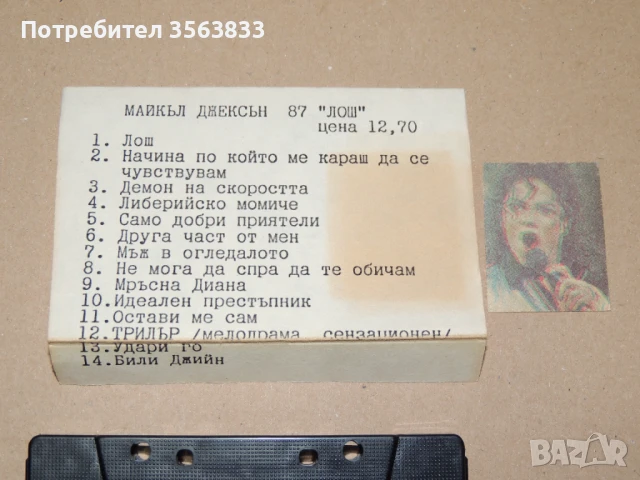 Потребител 3563833
МАЙКЪЛ ДЖЕКСЪН 87 "ЛОШ"
цена 12,70
1. Лош
2. Начина по който ме караш да се
чувствувам
3. Демон на скоростта
4. Либерийско момиче
5. Само добри приятели
6. Друга част от мен
7. Мъж в огледалото
8. Не мога да спра да те обичам
9. Мръсна Диана
10.Идеален престъпник
11.Остави ме сам
12.ТРИЛЪР /мелодрама сензационен/
13.Удари го
14.Били Джийн
BAZAR